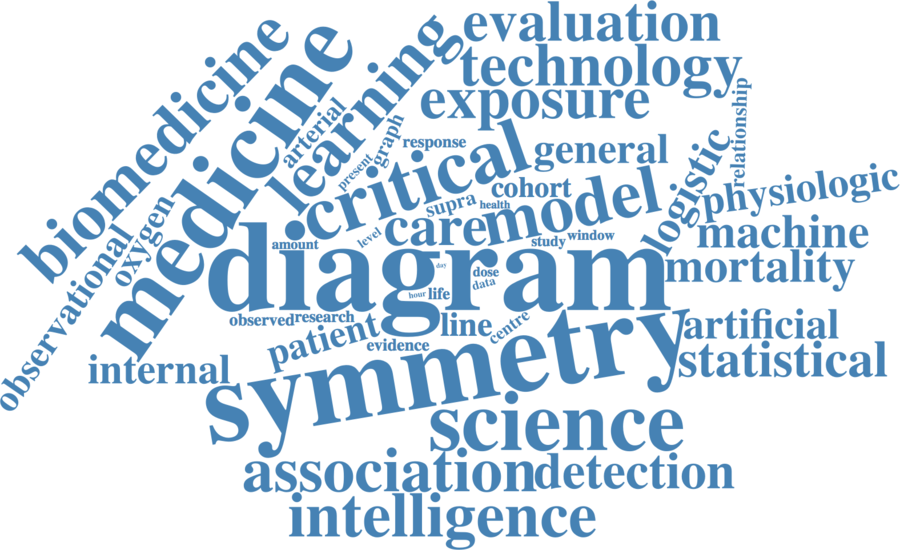 evaluation
technology
exposure
biomedicine
medicine
learning
arterial
graph
present
response
critical
general
relationship
logistic
cohort
supra
health
care
model
physiologic
machine
mortality
level
study
window
amount
diagram
day
dose
data
hour
life
oxygen
observational
observed
research
patient
line
centre
evidence
internal
symmetry
artificial
statistical
science
association
detection
intelligence